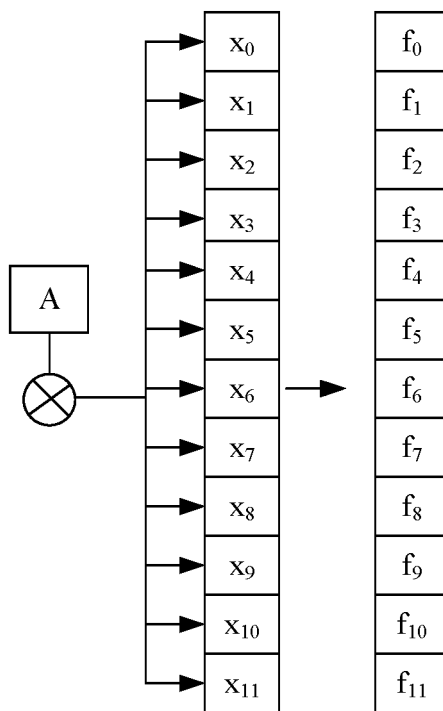 x₀ f₀
x₁ f₁
x₂ f₂
x₃ f₃
x₄ f₄
A
x₅ f₅
x₆ f₆
x₇ f₇
x₈ f₈
x₉ f₉
x₁₀ f₁₀
x₁₁ f₁₁